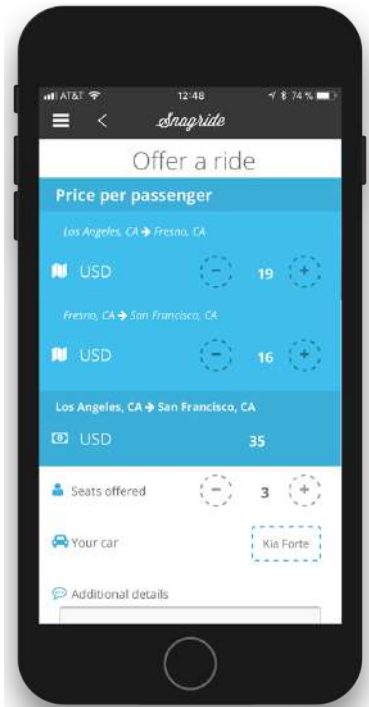 AT&T 12:48 74 %
Snagride
Offer a ride
Price per passenger
Los Angeles, CA → Fresno, CA
USD - 19 +
Fresno, CA → San Francisco, CA
USD - 16 +
Los Angeles, CA → San Francisco, CA
USD 35
Seats offered - 3 +
Your car Kia Forte
Additional details